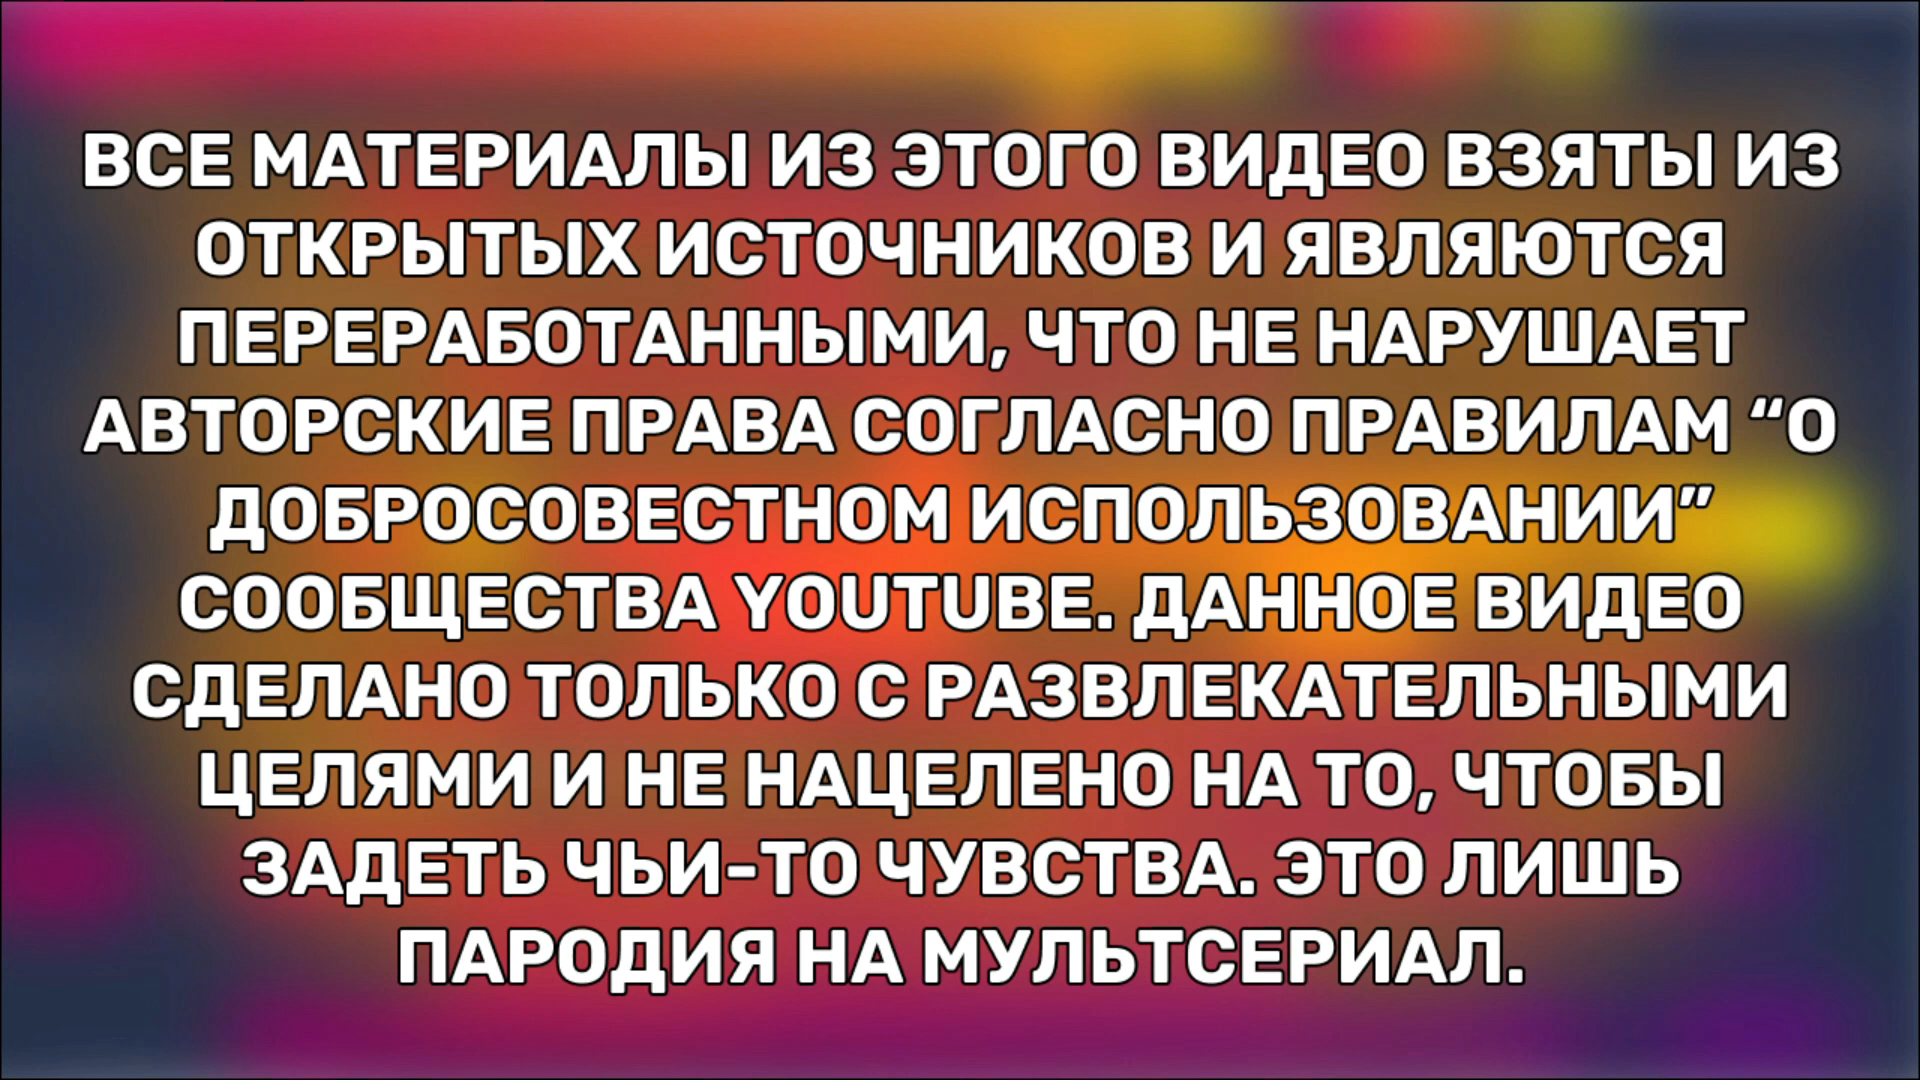 ВСЕ МАТЕРИАЛЫ ИЗ ЭТОГО ВИДЕО ВЗЯТЫ ИЗ
ОТКРЫТЫХ ИСТОЧНИКОВ И ЯВЛЯЮТСЯ
ПЕРЕРАБОТАННЫМИ, ЧТО НЕ НАРУШАЕТ
АВТОРСКИЕ ПРАВА СОГЛАСНО ПРАВИЛАМ “О
ДОБРОСОВЕСТНОМ ИСПОЛЬЗОВАНИИ”
СООБЩЕСТВА YOUTUBE. ДАННОЕ ВИДЕО
СДЕЛАНО ТОЛЬКО С РАЗВЛЕКАТЕЛЬНЫМИ
ЦЕЛЯМИ И НЕ НАЦЕЛЕНО НА ТО, ЧТОБЫ
ЗАДЕТЬ ЧЬИ-ТО ЧУВСТВА. ЭТО ЛИШЬ
ПАРОДИЯ НА МУЛЬТСЕРИАЛ.